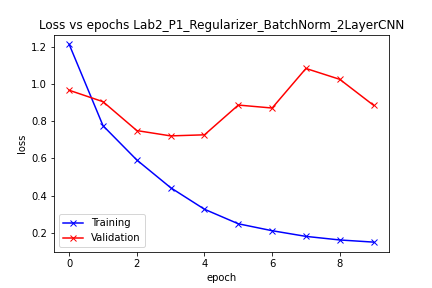 Loss vs epochs Lab2_P1_Regularizer_BatchNorm_2LayerCNN
1.2
1.0
0.8
0.6
0.4
0.2
loss
Training
Validation
0 2 4 6 8
epoch